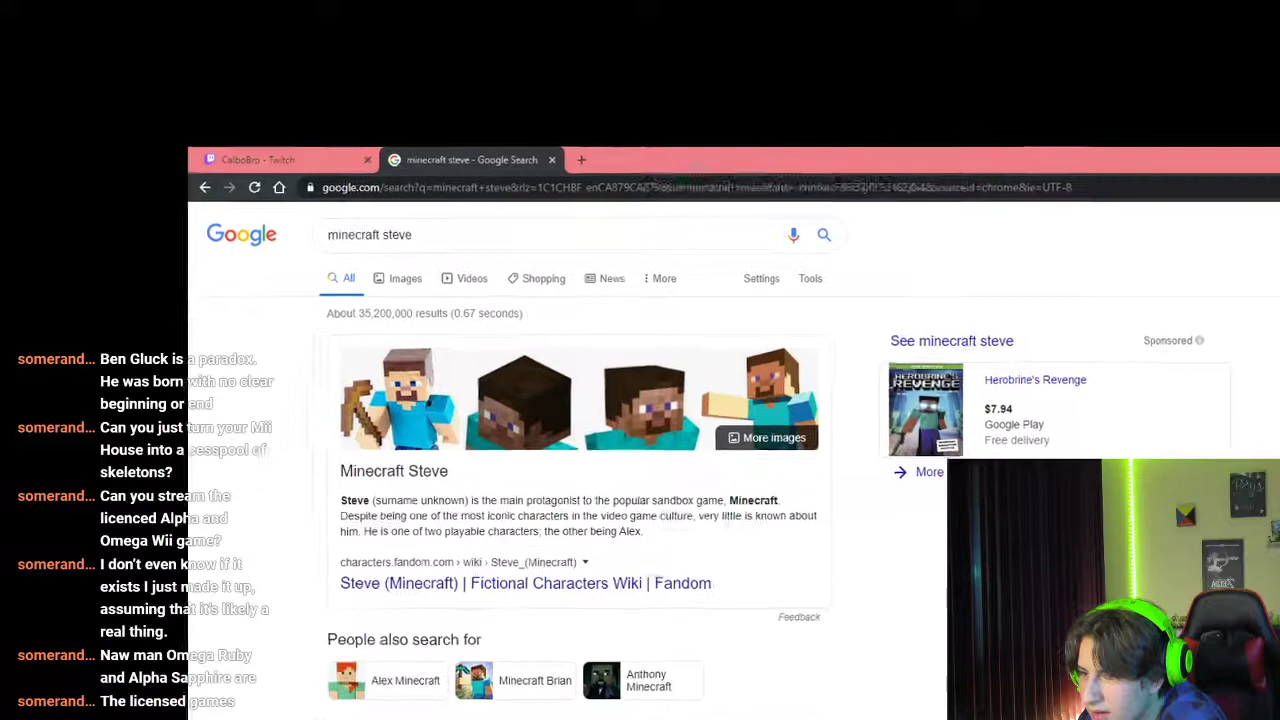 CalboBro - Twitch
minecraft steve - Google Search
google.com/search?q=minecraft+steve&rlz=1C1CHBF_enCA879CA
sourceid=chrome&ie=UTF-8
Google
minecraft steve
All Images Videos Shopping News More Settings Tools
About 35,200,000 results (0.67 seconds)
More images
Minecraft Steve
Steve (surname unknown) is the main protagonist to the popular sandbox game, Minecraft.
Despite being one of the most iconic characters in the video game culture, very little is known about
him. He is one of two playable characters; the other being Alex.
characters.fandom.com › wiki › Steve_(Minecraft)
Steve (Minecraft) | Fictional Characters Wiki | Fandom
Feedback
People also search for
Alex Minecraft
Minecraft Brian
Anthony
Minecraft
See minecraft steve
Sponsored
HEROBRINE'S
REVENGE
Herobrine's Revenge
$7.94
Google Play
Free delivery
More
somerand... Ben Gluck is a paradox.
He was born with no clear
beginning or end
somerand... Can you just turn your Mii
House into a cesspool of
skeletons?
somerand... Can you stream the
licenced Alpha and
Omega Wii game?
somerand... I don't even know if it
exists I just made it up,
assuming that it's likely a
real thing.
somerand... Naw man Omega Ruby
and Alpha Sapphire are
somerand... The licensed games